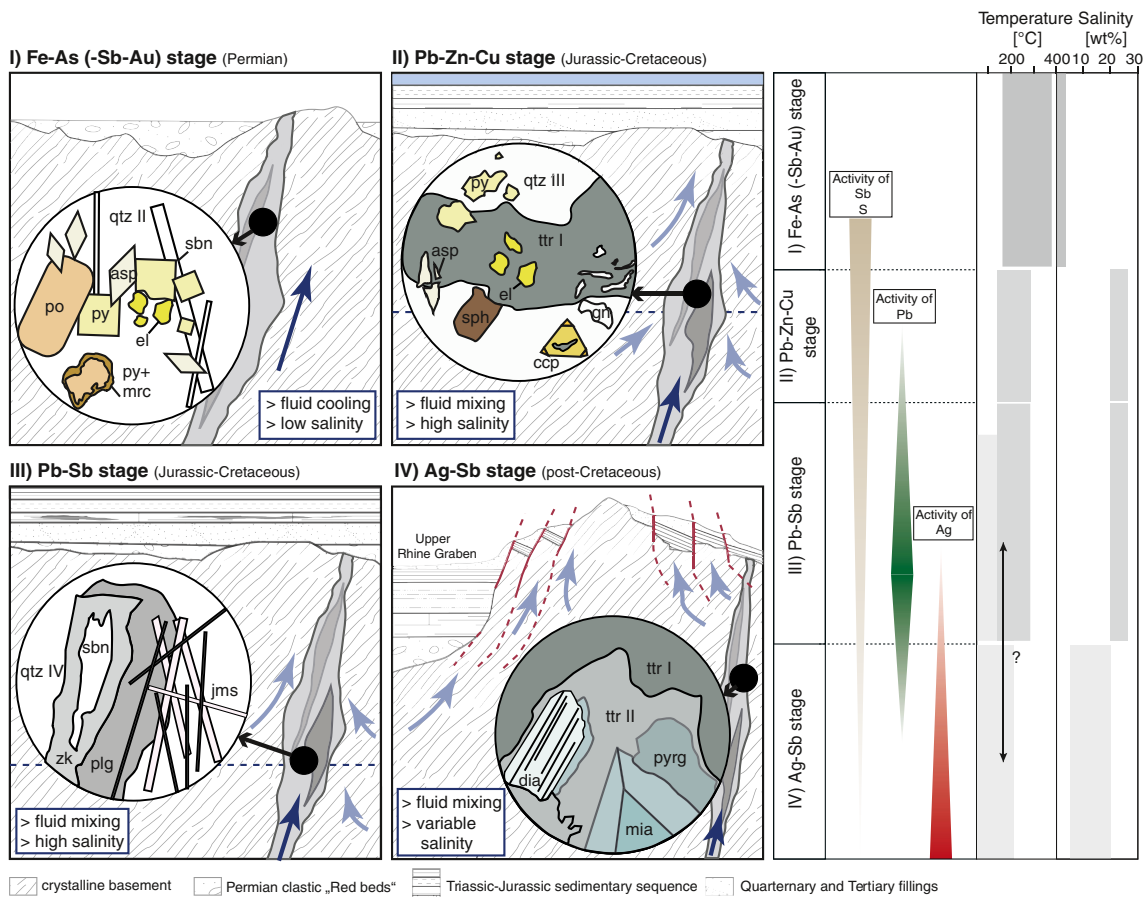 I) Fe-As (-Sb-Au) stage (Permian)
qtz II
sbn
asp
po
py
el
py+
mrc
> fluid cooling
> low salinity
II) Pb-Zn-Cu stage (Jurassic-Cretaceous)
py
qtz III
ttr I
asp
el
sph
gn
ccp
> fluid mixing
> high salinity
III) Pb-Sb stage (Jurassic-Cretaceous)
qtz IV
sbn
jms
zk
plg
> fluid mixing
> high salinity
IV) Ag-Sb stage (post-Cretaceous)
Upper
Rhine Graben
ttr I
ttr II
pyrg
dia
mia
> fluid mixing
> variable
salinity
Temperature Salinity
[°C] [wt%]
200 400 10 20 30
I) Fe-As (-Sb-Au) stage
II) Pb-Zn-Cu
stage
III) Pb-Sb stage
IV) Ag-Sb stage
Activity of
Sb
S
Activity of
Pb
Activity of
Ag
?
crystalline basement
Permian clastic „Red beds“
Triassic-Jurassic sedimentary sequence
Quarternary and Tertiary fillings